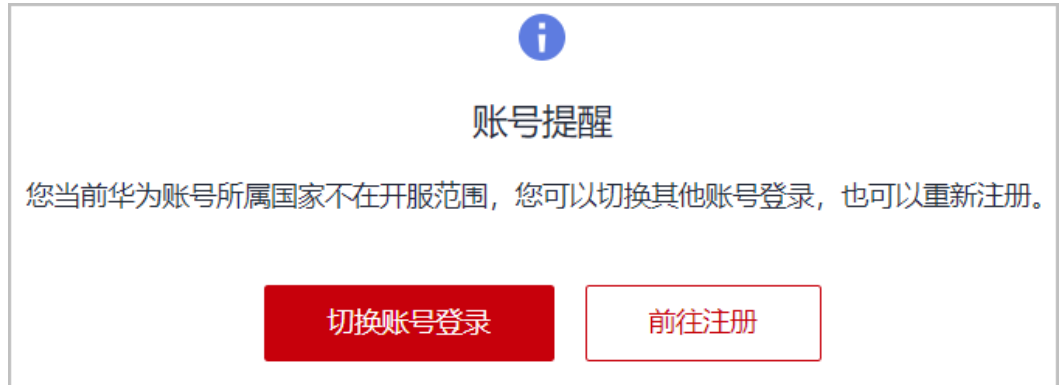 账号提醒
您当前华为账号所属国家不在开服范围，您可以切换其他账号登录，也可以重新注册。
切换账号登录
前往注册